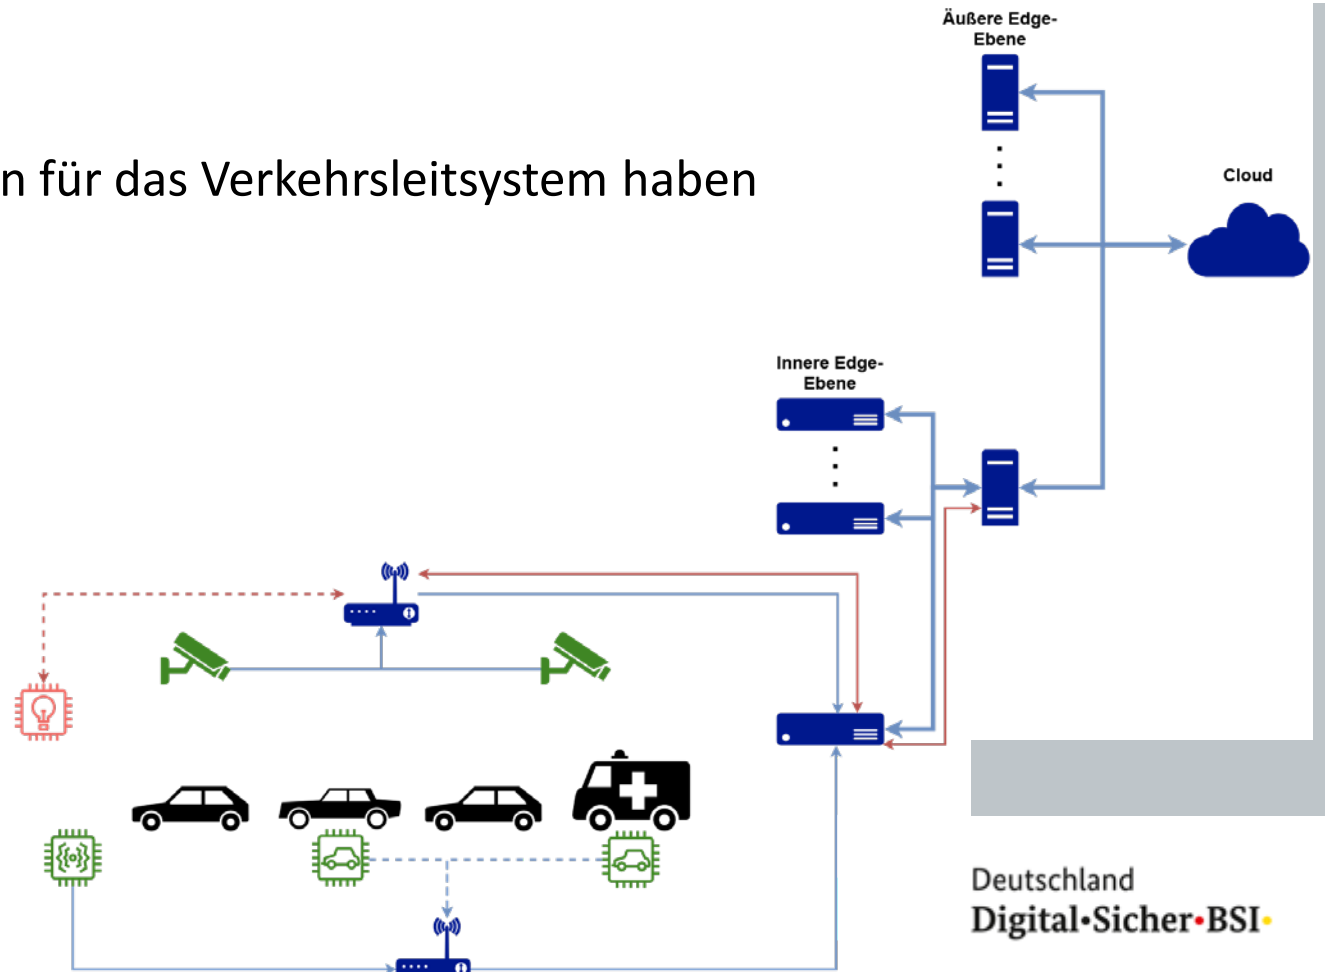 Äußere Edge-
Ebene
n für das Verkehrsleitsystem haben
Cloud
Innere Edge-
Ebene
Deutschland
Digital•Sicher•BSI•